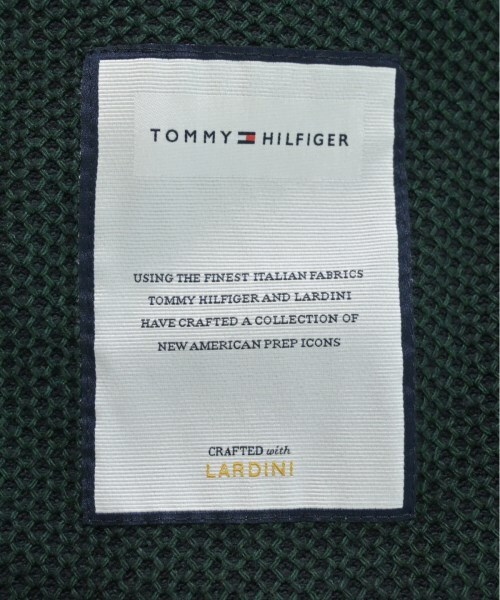 TOMMY HILFIGER
USING THE FINEST ITALIAN FABRICS
TOMMY HILFIGER AND LARDINI
HAVE CRAFTED A COLLECTION OF
NEW AMERICAN PREP ICONS
CRAFTED with
LARDINI